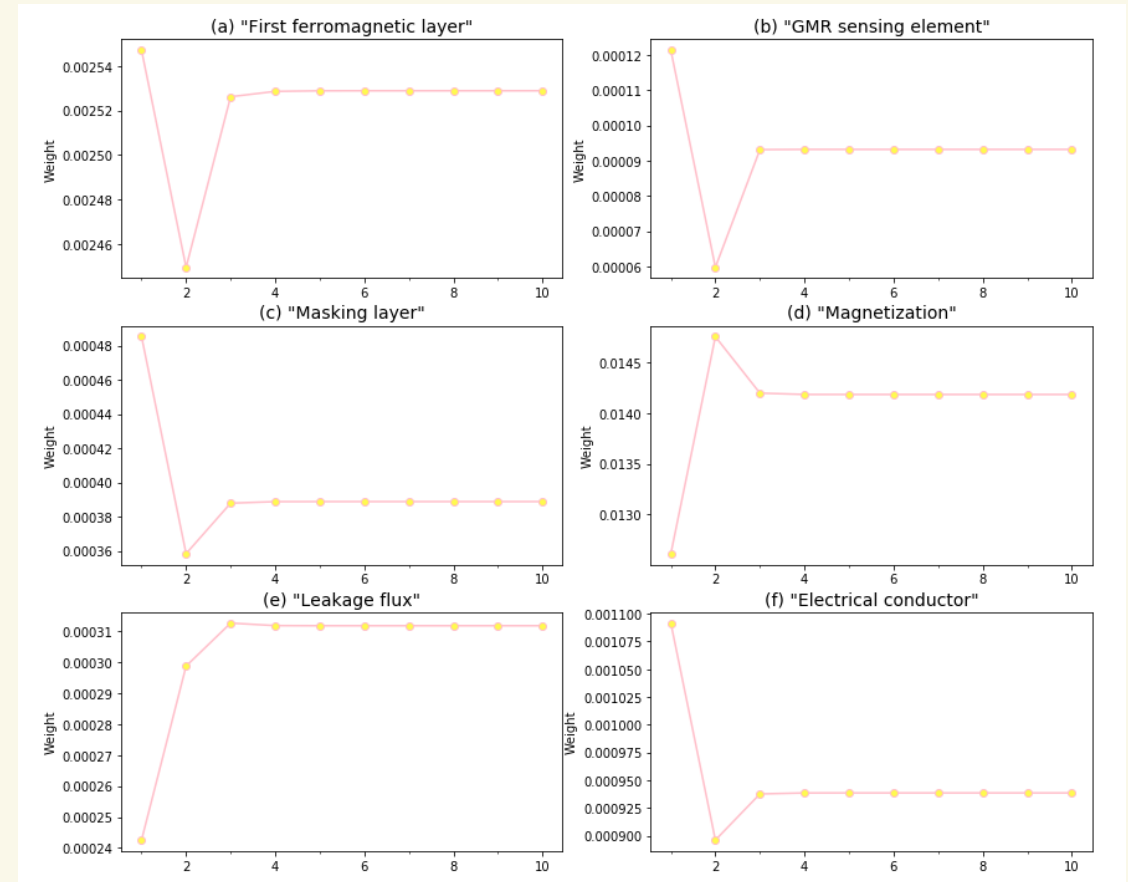 (a) "First ferromagnetic layer"
0.00254
0.00252
0.00250
0.00248
0.00246
Weight
2 4 6 8 10
(b) "GMR sensing element"
0.00012
0.00011
0.00010
0.00009
0.00008
0.00007
0.00006
Weight
2 4 6 8 10
(c) "Masking layer"
0.00048
0.00046
0.00044
0.00042
0.00040
0.00038
0.00036
Weight
2 4 6 8 10
(d) "Magnetization"
0.0145
0.0140
0.0135
0.0130
Weight
2 4 6 8 10
(e) "Leakage flux"
0.00031
0.00030
0.00029
0.00028
0.00027
0.00026
0.00025
0.00024
Weight
2 4 6 8 10
(f) "Electrical conductor"
0.001100
0.001075
0.001050
0.001025
0.001000
0.000975
0.000950
0.000925
0.000900
Weight
2 4 6 8 10